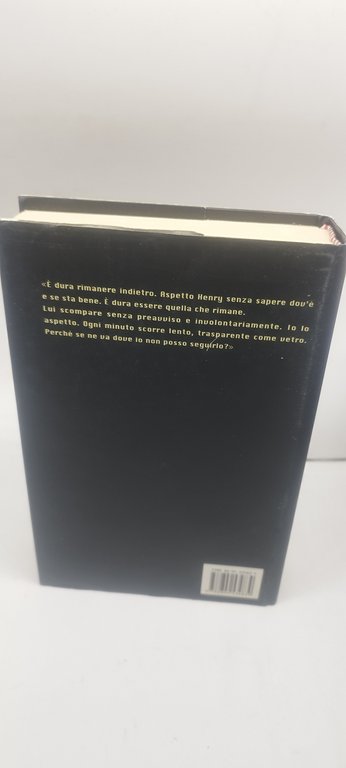 «È dura rimanere indietro. Aspetto Henry senza sapere dov'è
e se sta bene. È dura essere quella che rimane.
Lui scompare senza preavviso e involontariamente. Io lo
aspetto. Ogni minuto scorre lento, trasparente come vetro.
Perché se ne va dove io non posso seguirlo?»